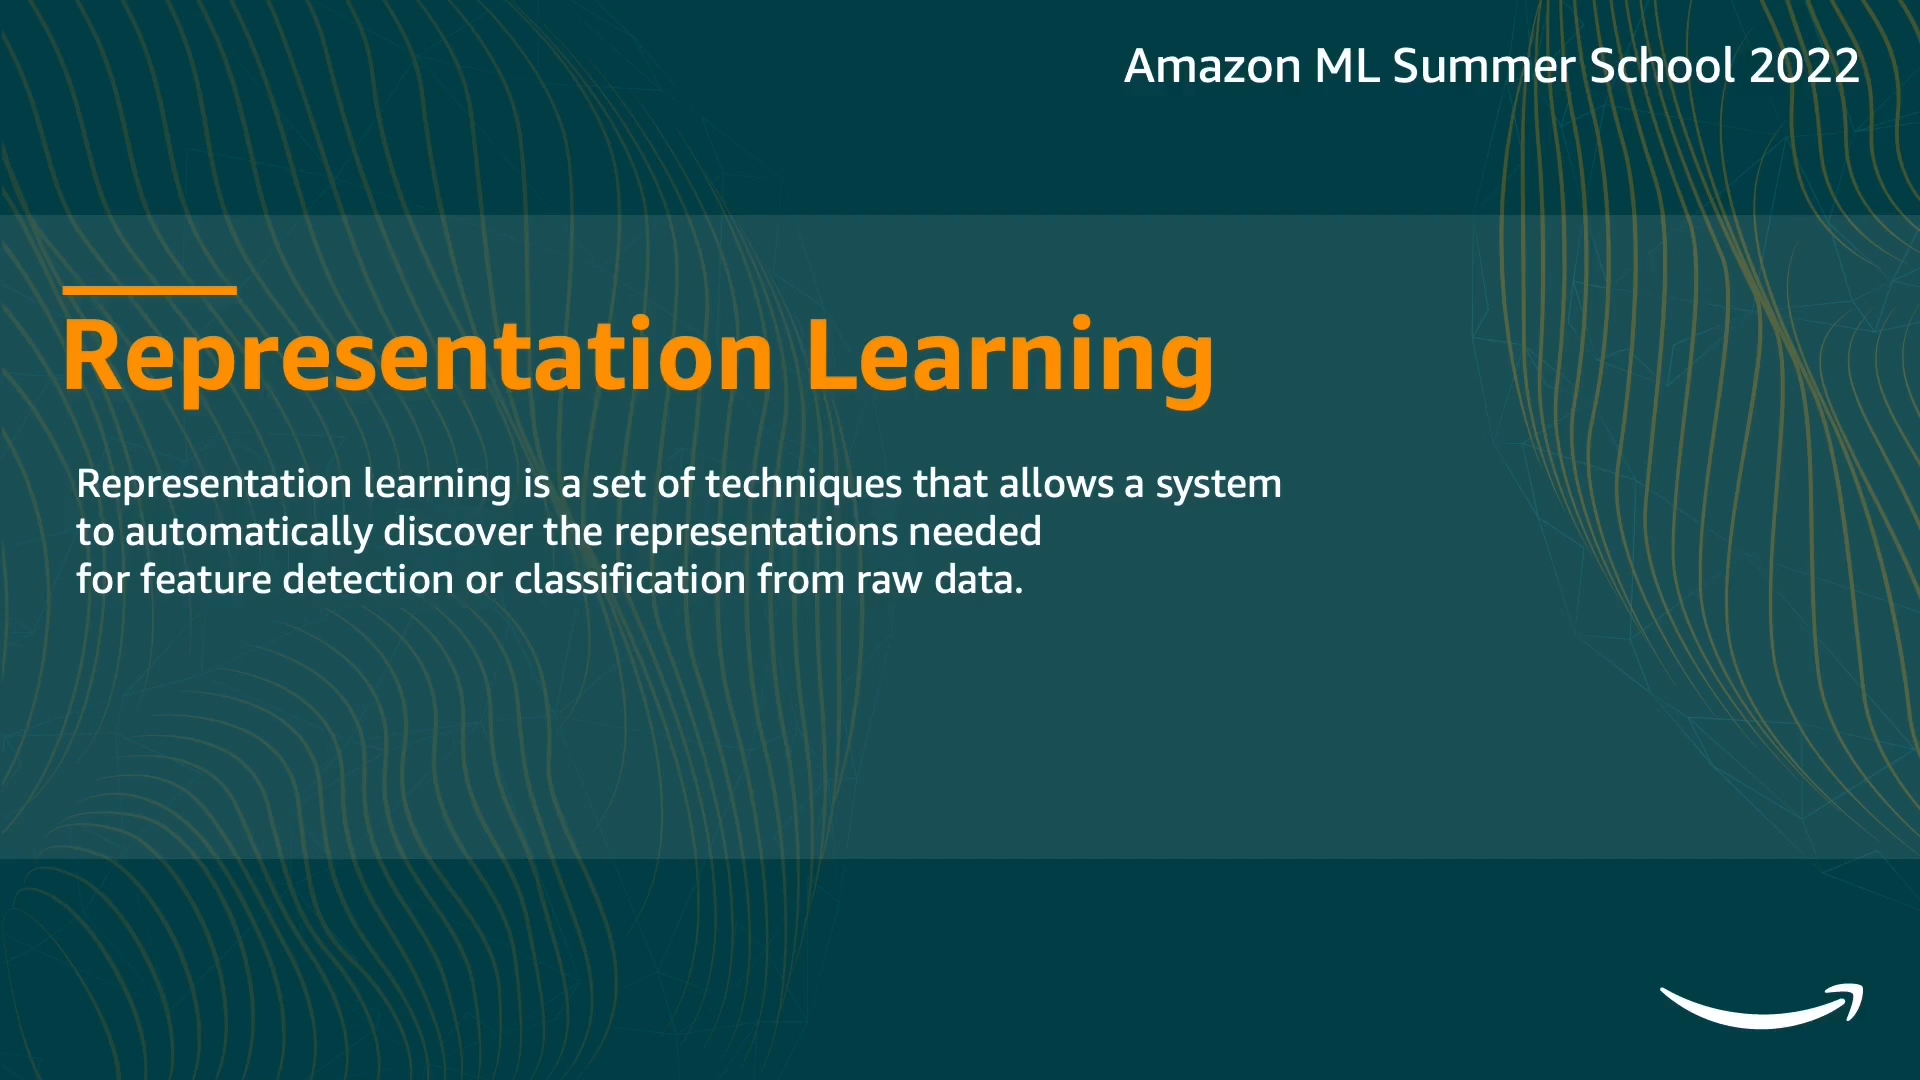 Amazon ML Summer School 2022
Representation Learning
Representation learning is a set of techniques that allows a system
to automatically discover the representations needed
for feature detection or classification from raw data.